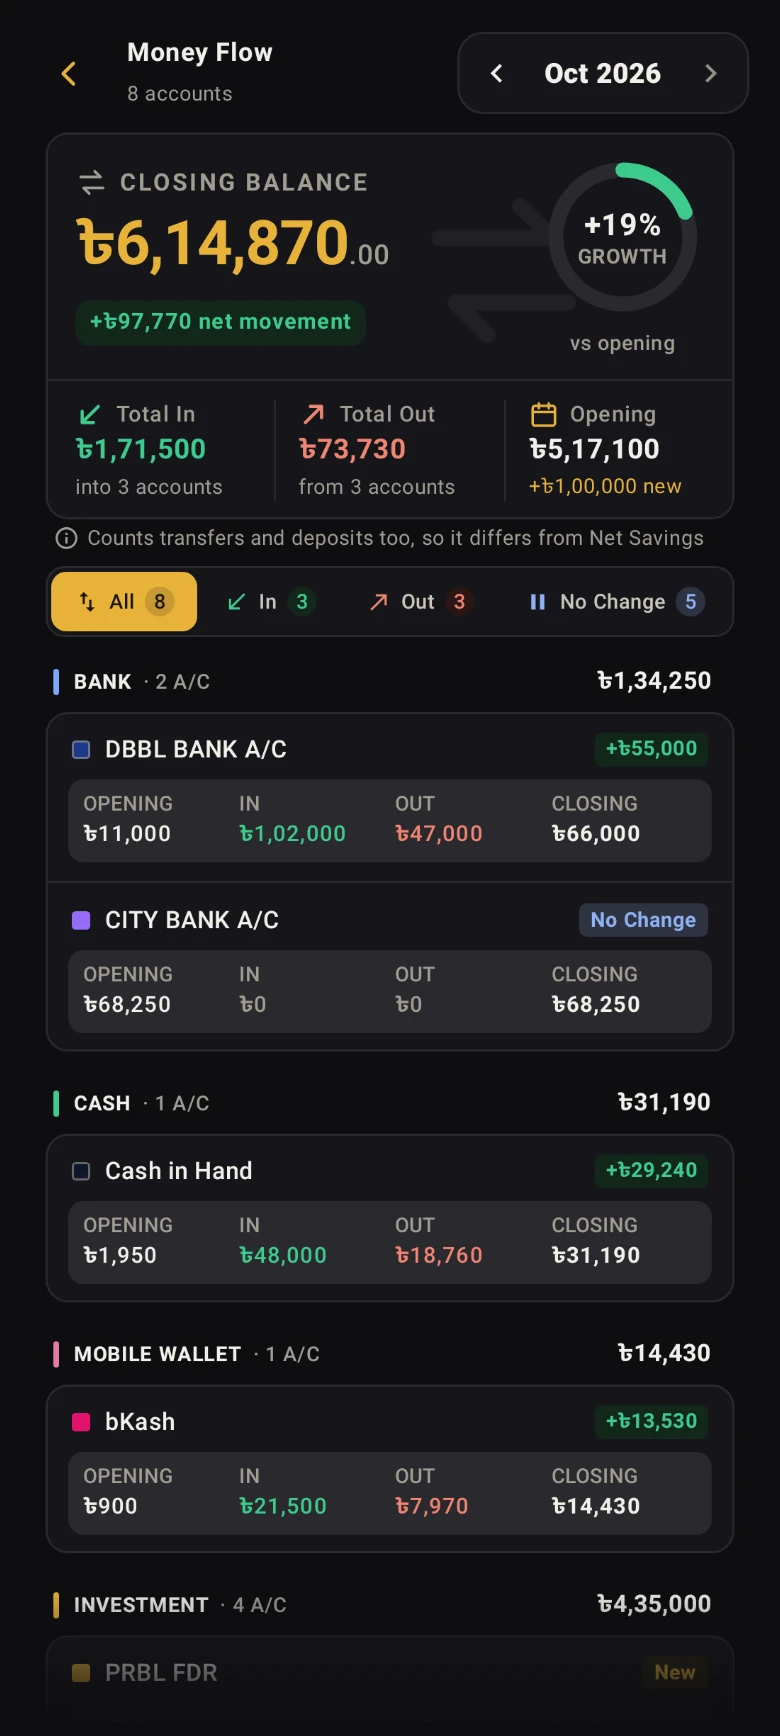 Money Flow
8 accounts
Oct 2026
CLOSING BALANCE
৳6,14,870.00
+৳97,770 net movement
+19%
GROWTH
vs opening
Total In
৳1,71,500
into 3 accounts
Total Out
৳73,730
from 3 accounts
Opening
৳5,17,100
+৳1,00,000 new
Counts transfers and deposits too, so it differs from Net Savings
All 8
In 3
Out 3
No Change 5
BANK · 2 A/C ৳1,34,250
DBBL BANK A/C +৳55,000
OPENING IN OUT CLOSING
৳11,000 ৳1,02,000 ৳47,000 ৳66,000
CITY BANK A/C No Change
OPENING IN OUT CLOSING
৳68,250 ৳0 ৳0 ৳68,250
CASH · 1 A/C ৳31,190
Cash in Hand +৳29,240
OPENING IN OUT CLOSING
৳1,950 ৳48,000 ৳18,760 ৳31,190
MOBILE WALLET · 1 A/C ৳14,430
bKash +৳13,530
OPENING IN OUT CLOSING
৳900 ৳21,500 ৳7,970 ৳14,430
INVESTMENT · 4 A/C ৳4,35,000
PRBL FDR New